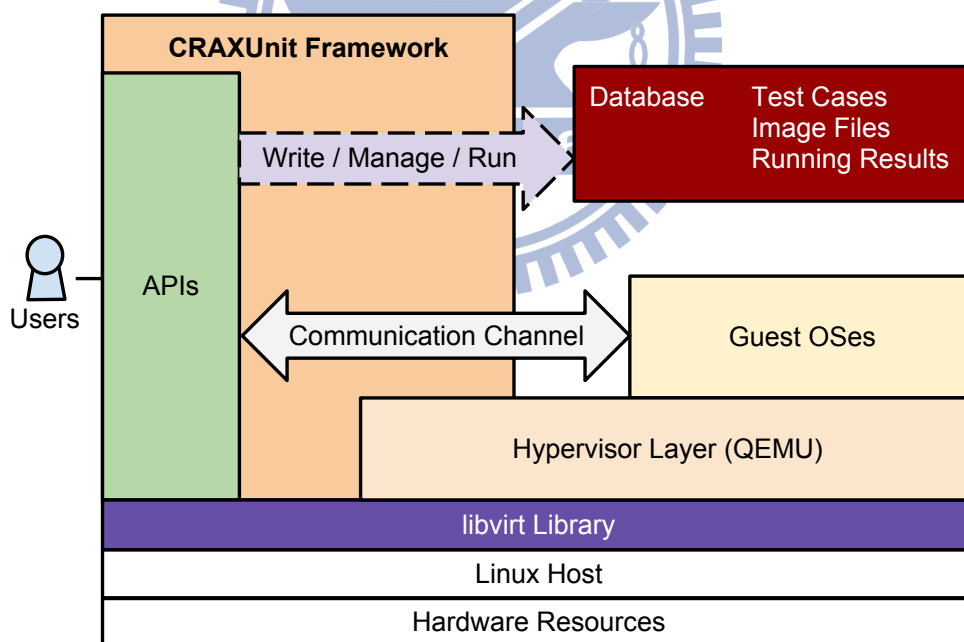 CRAXUnit Framework
Database
Test Cases
Image Files
Running Results
Write / Manage / Run
APIs
Users
Communication Channel
Guest OSes
Hypervisor Layer (QEMU)
libvirt Library
Linux Host
Hardware Resources